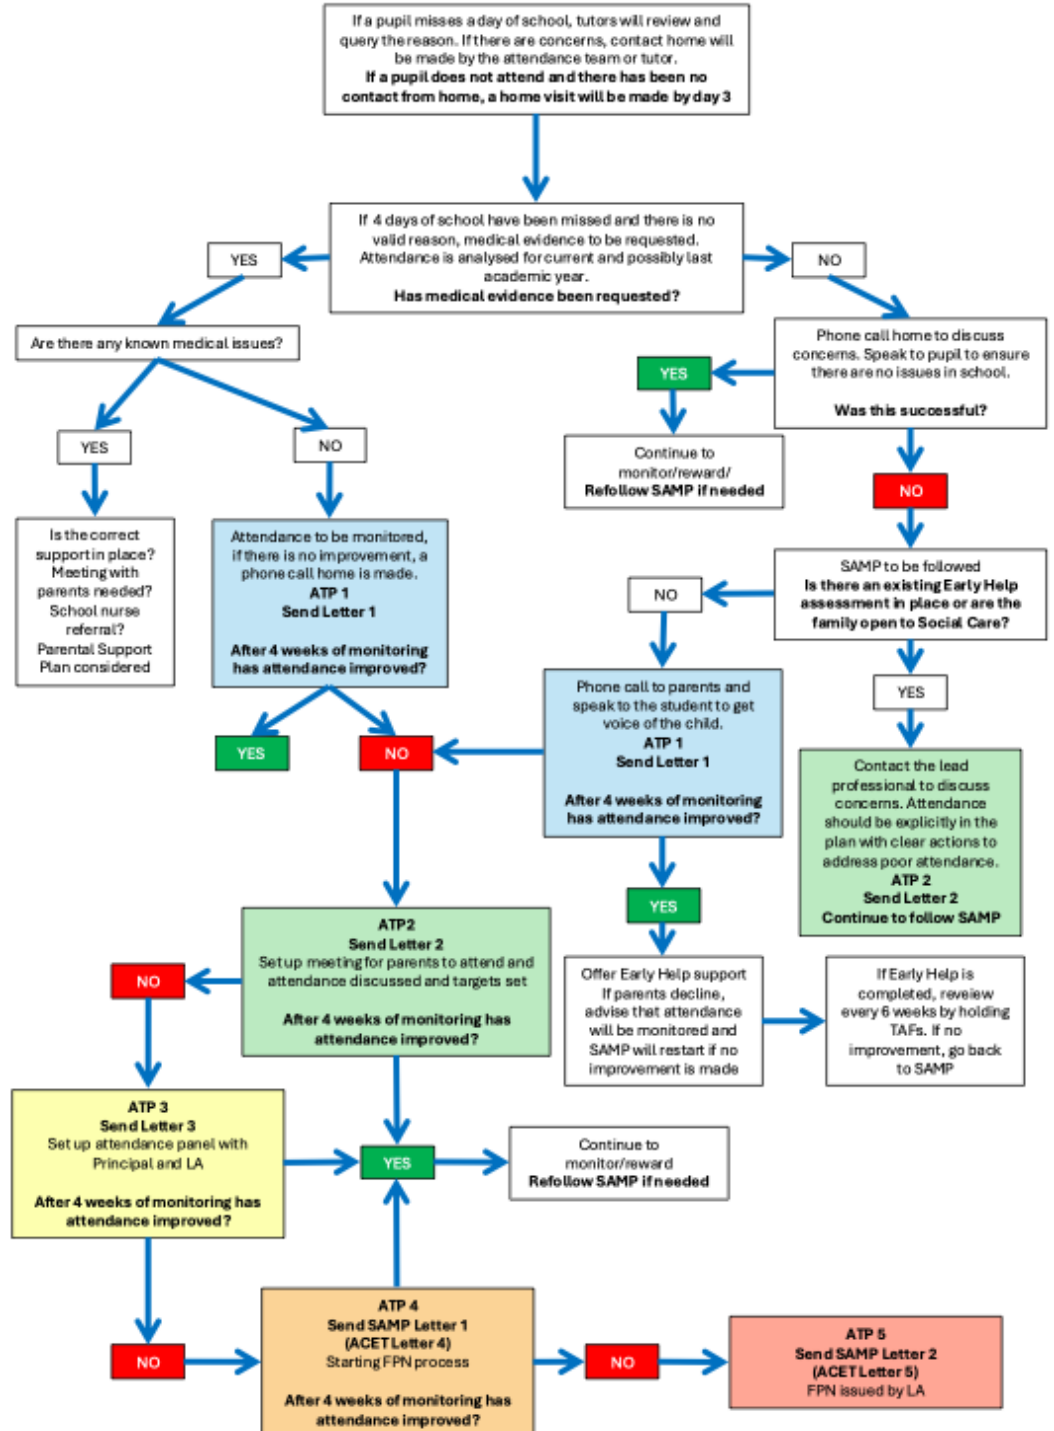 If a pupil misses a day of school, tutors will review and
query the reason. If there are concerns, contact home will
be made by the attendance team or tutor.
If a pupil does not attend and there has been no
contact from home, a home visit will be made by day 3
If 4 days of school have been missed and there is no
valid reason, medical evidence to be requested.
Attendance is analysed for current and possibly last
academic year.
Has medical evidence been requested?
YES
NO
Are there any known medical issues?
Phone call home to discuss
concerns. Speak to pupil to ensure
there are no issues in school.
Was this successful?
YES
YES
NO
Continue to
monitor/reward/
Refollow SAMP if needed
NO
Is the correct
support in place?
Meeting with
parents needed?
School nurse
referral?
Parental Support
Plan considered
Attendance to be monitored,
if there is no improvement, a
phone call home is made.
ATP 1
Send Letter 1
After 4 weeks of monitoring
has attendance improved?
SAMP to be followed
Is there an existing Early Help
assessment in place or are the
family open to Social Care?
NO
YES
Phone call to parents and
speak to the student to get
voice of the child.
ATP 1
Send Letter 1
After 4 weeks of monitoring
has attendance improved?
YES
NO
Contact the lead
professional to discuss
concerns. Attendance
should be explicitly in the
plan with clear actions to
address poor attendance.
ATP 2
Send Letter 2
Continue to follow SAMP
YES
ATP2
Send Letter 2
Set up meeting for parents to attend and
attendance discussed and targets set
After 4 weeks of monitoring has
attendance improved?
NO
Offer Early Help support
If parents decline,
advise that attendance
will be monitored and
SAMP will restart if no
improvement is made
If Early Help is
completed, reveiew
every 6 weeks by holding
TAFs. If no
improvement, go back
to SAMP
ATP 3
Send Letter 3
Set up attendance panel with
Principal and LA
After 4 weeks of monitoring has
attendance improved?
YES
Continue to
monitor/reward
Refollow SAMP if needed
NO
ATP 4
Send SAMP Letter 1
(ACET Letter 4)
Starting FPN process
After 4 weeks of monitoring has
attendance improved?
NO
ATP 5
Send SAMP Letter 2
(ACET Letter 5)
FPN issued by LA